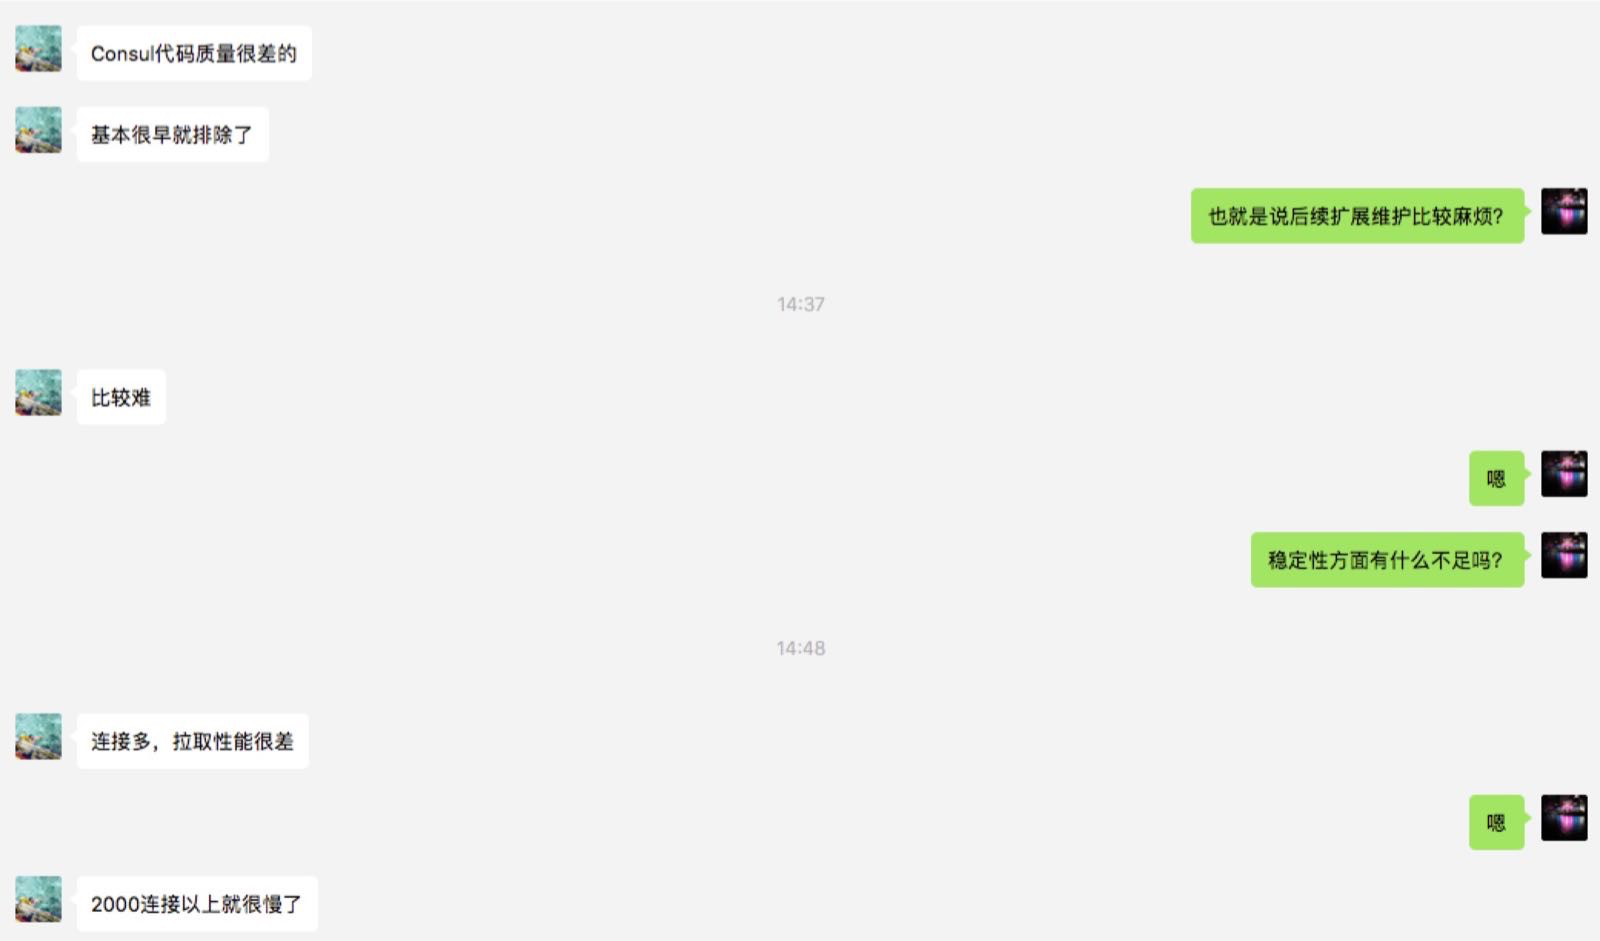 Consul代码质量很差的
基本很早就排除了
也就是说后续扩展维护比较麻烦?
14:37
比较难
嗯
稳定性方面有什么不足吗?
14:48
连接多，拉取性能很差
嗯
2000连接以上就很慢了